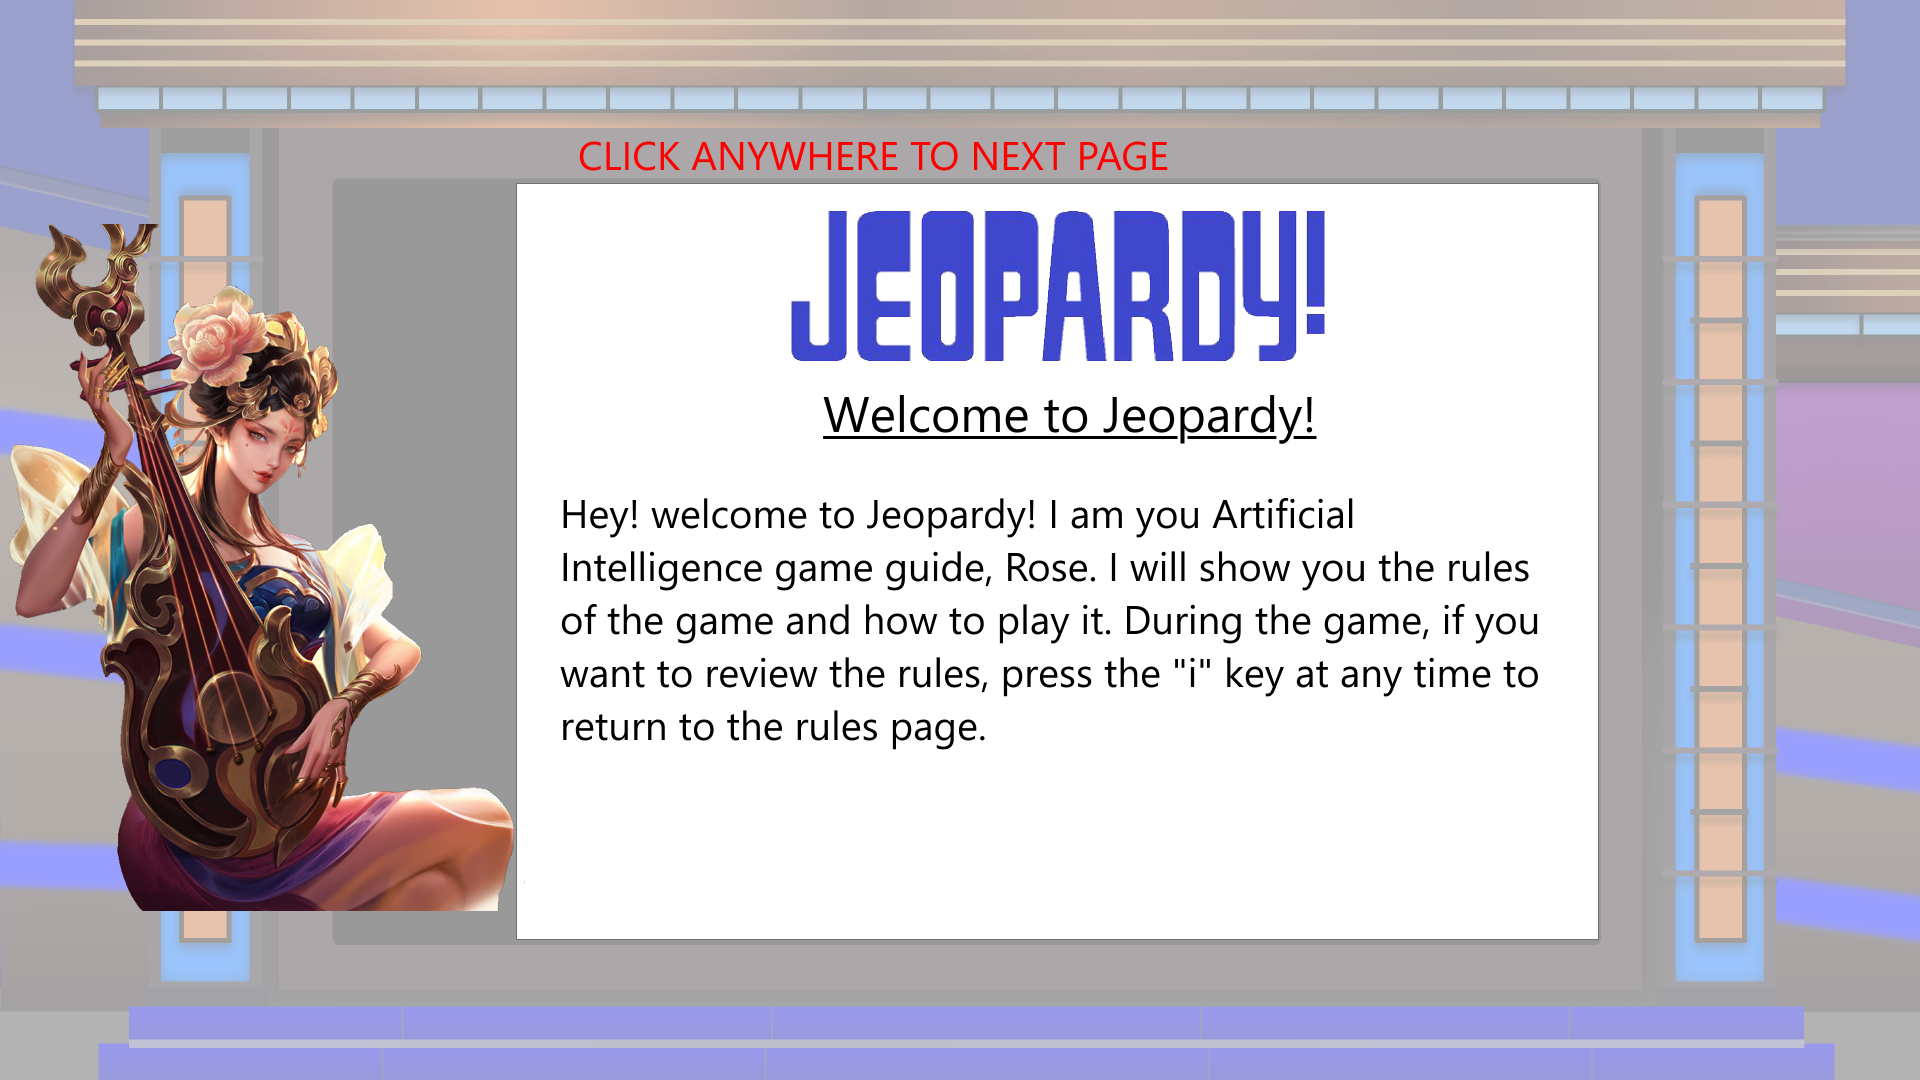 CLICK ANYWHERE TO NEXT PAGE
JEOPARDY!
Welcome to Jeopardy!
Hey! welcome to Jeopardy! I am you Artificial
Intelligence game guide, Rose. I will show you the rules
of the game and how to play it. During the game, if you
want to review the rules, press the "i" key at any time to
return to the rules page.